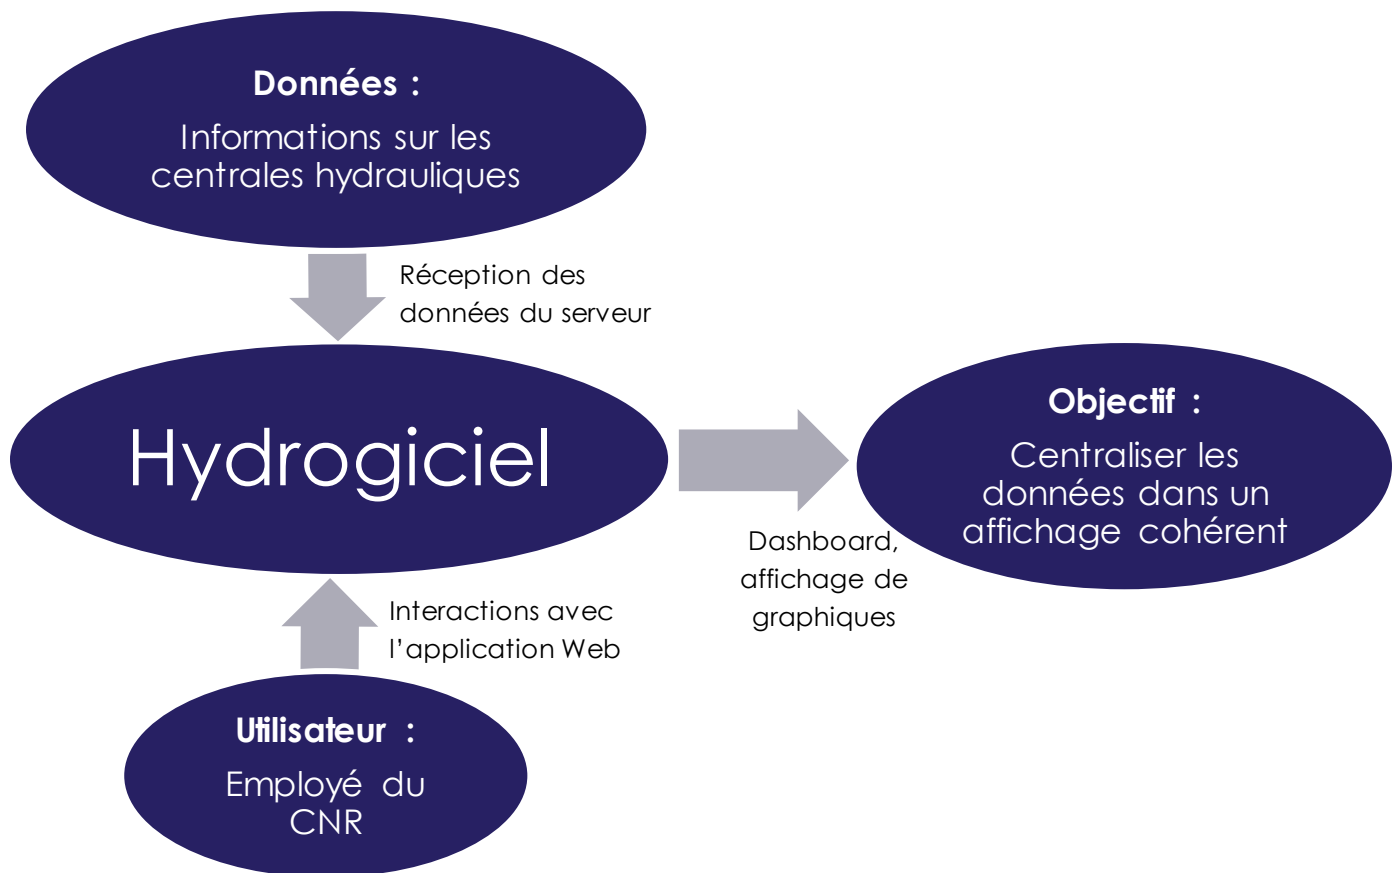 Données :
Informations sur les
centrales hydrauliques
Réception des
données du serveur
Hydrogiciel
Objectif :
Centraliser les
données dans un
affichage cohérent
Dashboard,
affichage de
graphiques
Interactions avec
l’application Web
Utilisateur :
Employé du
CNR